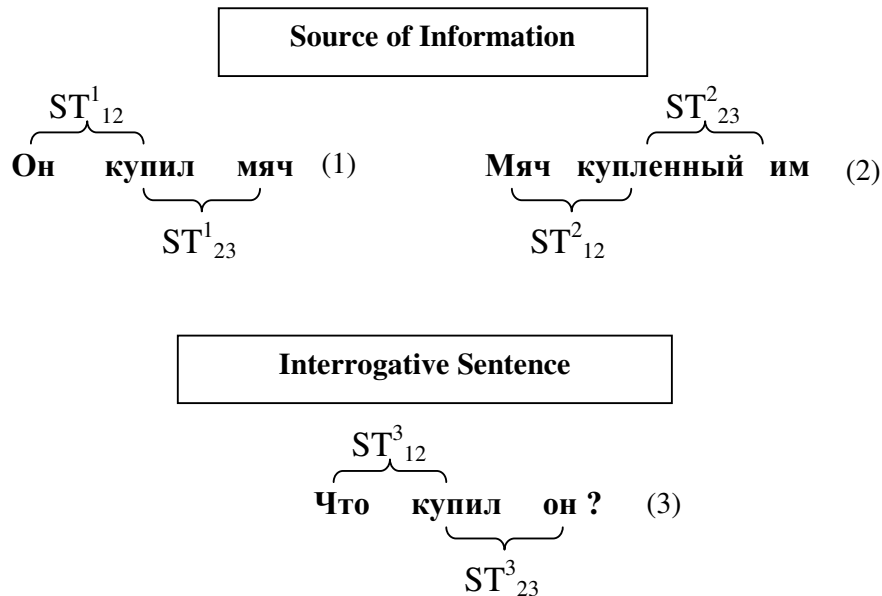 Source of Information
ST¹₁₂ ST²₂₃
Он купил мяч (1) Мяч купленный им (2)
ST¹₂₃ ST²₁₂
Interrogative Sentence
ST³₁₂
Что купил он ? (3)
ST³₂₃